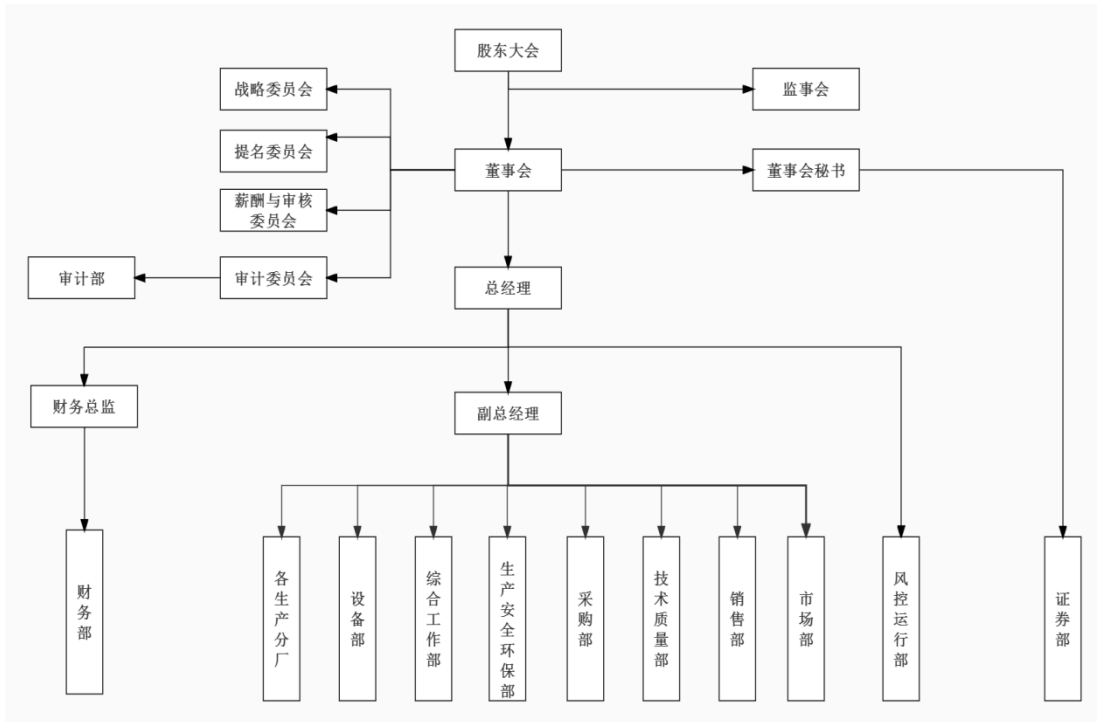 股东大会
战略委员会
监事会
提名委员会
董事会
董事会秘书
薪酬与审核
委员会
审计部
审计委员会
总经理
财务总监
副总经理
财务部
各生产分厂
设备部
综合工作部
生产安全环保部
采购部
技术质量部
销售部
市场部
风控运行部
证券部